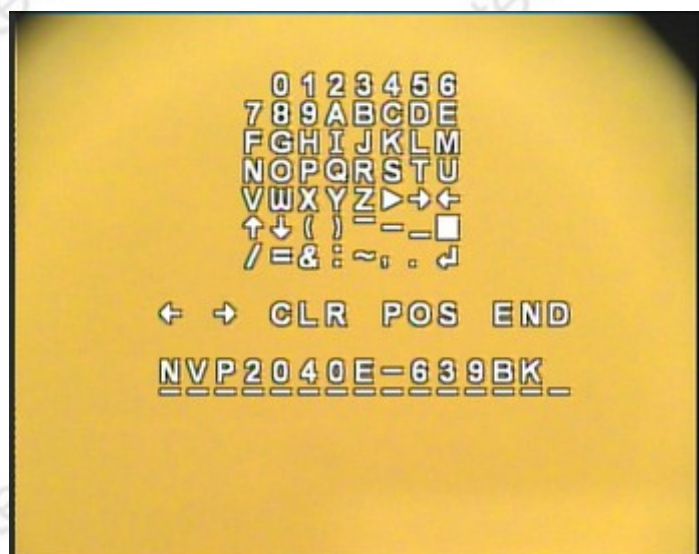 0123456
789ABCDE
FGHIJKLM
NOPQRSTU
VWXYZ▷→←
↑↓()¯—_■
/=&:~,.↲
← → CLR POS END
NVP2040E—639BK_